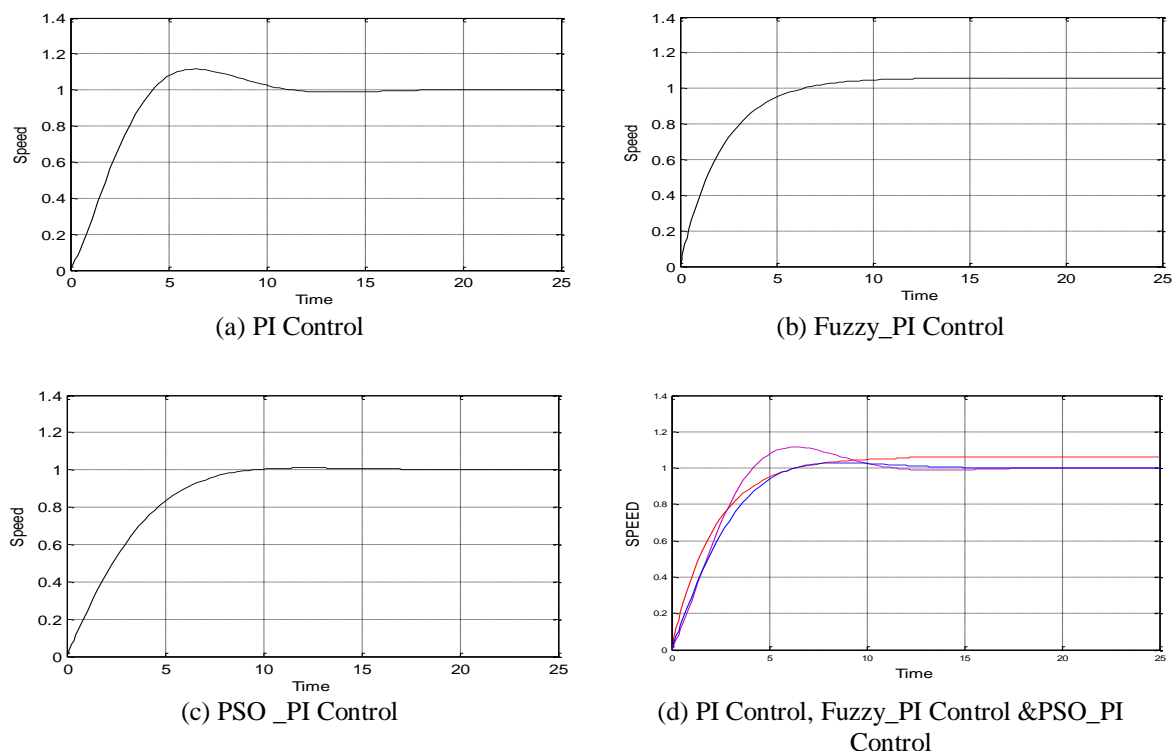 1.4
1.2
1
0.8
0.6
0.4
0.2
0
Speed
0 5 10 15 20 25
Time
(a) PI Control
1.4
1.2
1
0.8
0.6
0.4
0.2
0
Speed
0 5 10 15 20 25
Time
(b) Fuzzy_PI Control
1.4
1.2
1
0.8
0.6
0.4
0.2
0
Speed
0 5 10 15 20 25
Time
(c) PSO _PI Control
1.4
1.2
1
0.8
0.6
0.4
0.2
0
SPEED
0 5 10 15 20 25
Time
(d) PI Control, Fuzzy_PI Control &PSO_PI
Control